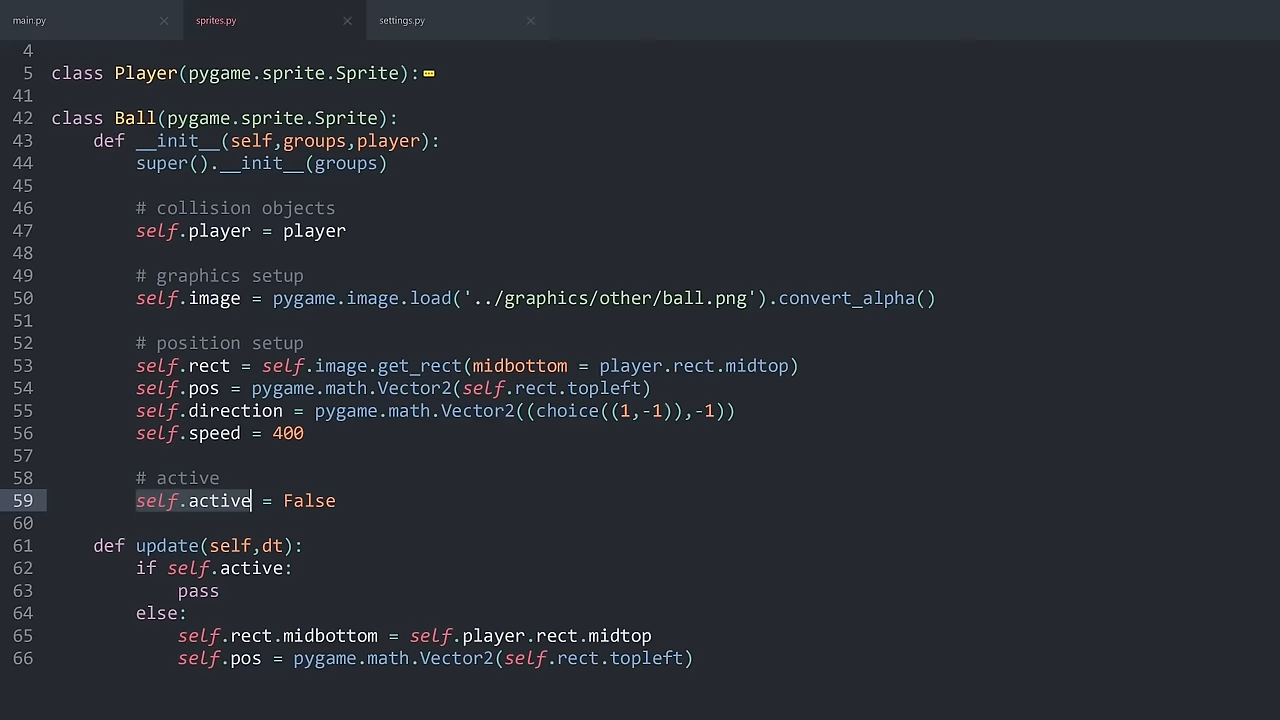 main.py × sprites.py × settings.py ×
4
5 class Player(pygame.sprite.Sprite):
41
42 class Ball(pygame.sprite.Sprite):
43     def __init__(self,groups,player):
44         super().__init__(groups)
45
46         # collision objects
47         self.player = player
48
49         # graphics setup
50         self.image = pygame.image.load('../graphics/other/ball.png').convert_alpha()
51
52         # position setup
53         self.rect = self.image.get_rect(midbottom = player.rect.midtop)
54         self.pos = pygame.math.Vector2(self.rect.topleft)
55         self.direction = pygame.math.Vector2((choice((1,-1)),-1))
56         self.speed = 400
57
58         # active
59         self.active = False
60
61     def update(self,dt):
62         if self.active:
63             pass
64         else:
65             self.rect.midbottom = self.player.rect.midtop
66             self.pos = pygame.math.Vector2(self.rect.topleft)